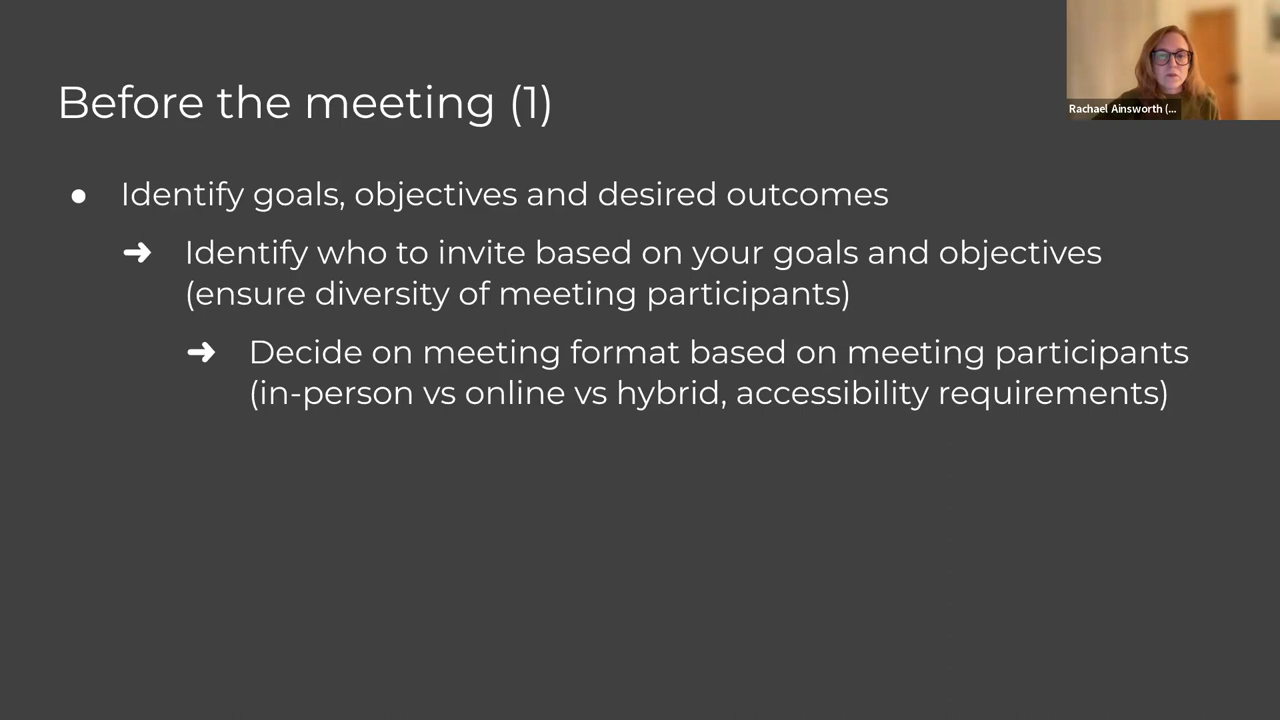 Before the meeting (1)
Rachael Ainsworth (...
● Identify goals, objectives and desired outcomes
➜ Identify who to invite based on your goals and objectives
(ensure diversity of meeting participants)
➜ Decide on meeting format based on meeting participants
(in-person vs online vs hybrid, accessibility requirements)